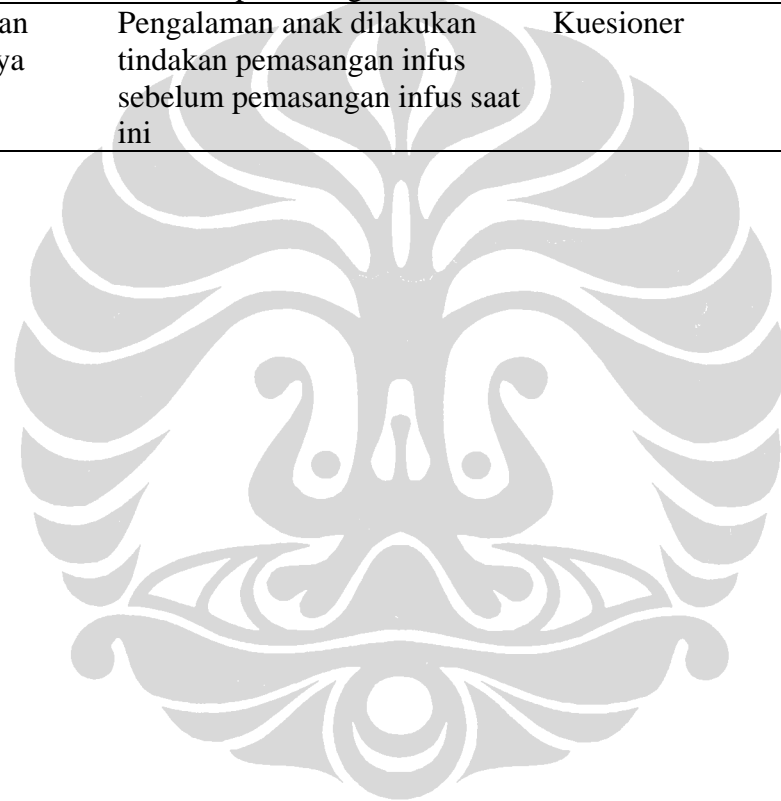 an Pengalaman anak dilakukan Kuesioner
ya tindakan pemasangan infus
sebelum pemasangan infus saat
ini